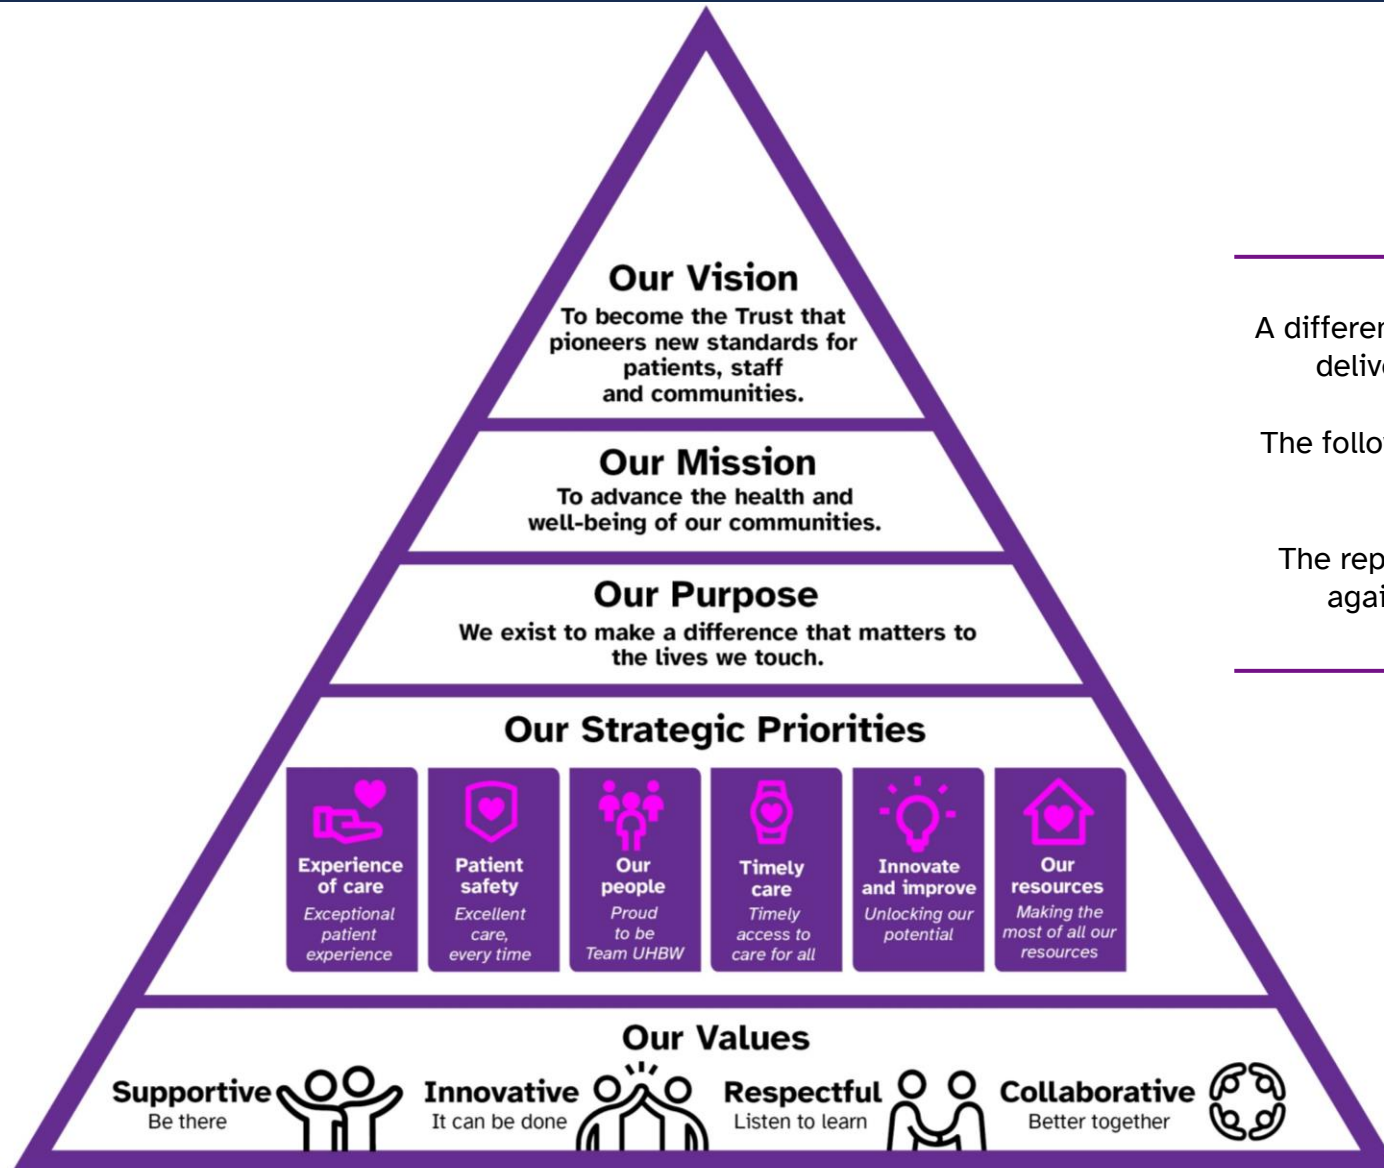 Our Vision
To become the Trust that
pioneers new standards for
patients, staff
and communities.
Our Mission
To advance the health and
well-being of our communities.
Our Purpose
We exist to make a difference that matters to
the lives we touch.
Our Strategic Priorities
Experience
of care
Exceptional
patient
experience
Patient
safety
Excellent
care,
every time
Our
people
Proud
to be
Team UHBW
Timely
care
Timely
access to
care for all
Innovate
and improve
Unlocking our
potential
Our
resources
Making the
most of all our
resources
Our Values
Supportive
Be there
Innovative
It can be done
Respectful
Listen to learn
Collaborative
Better together
A
The
The